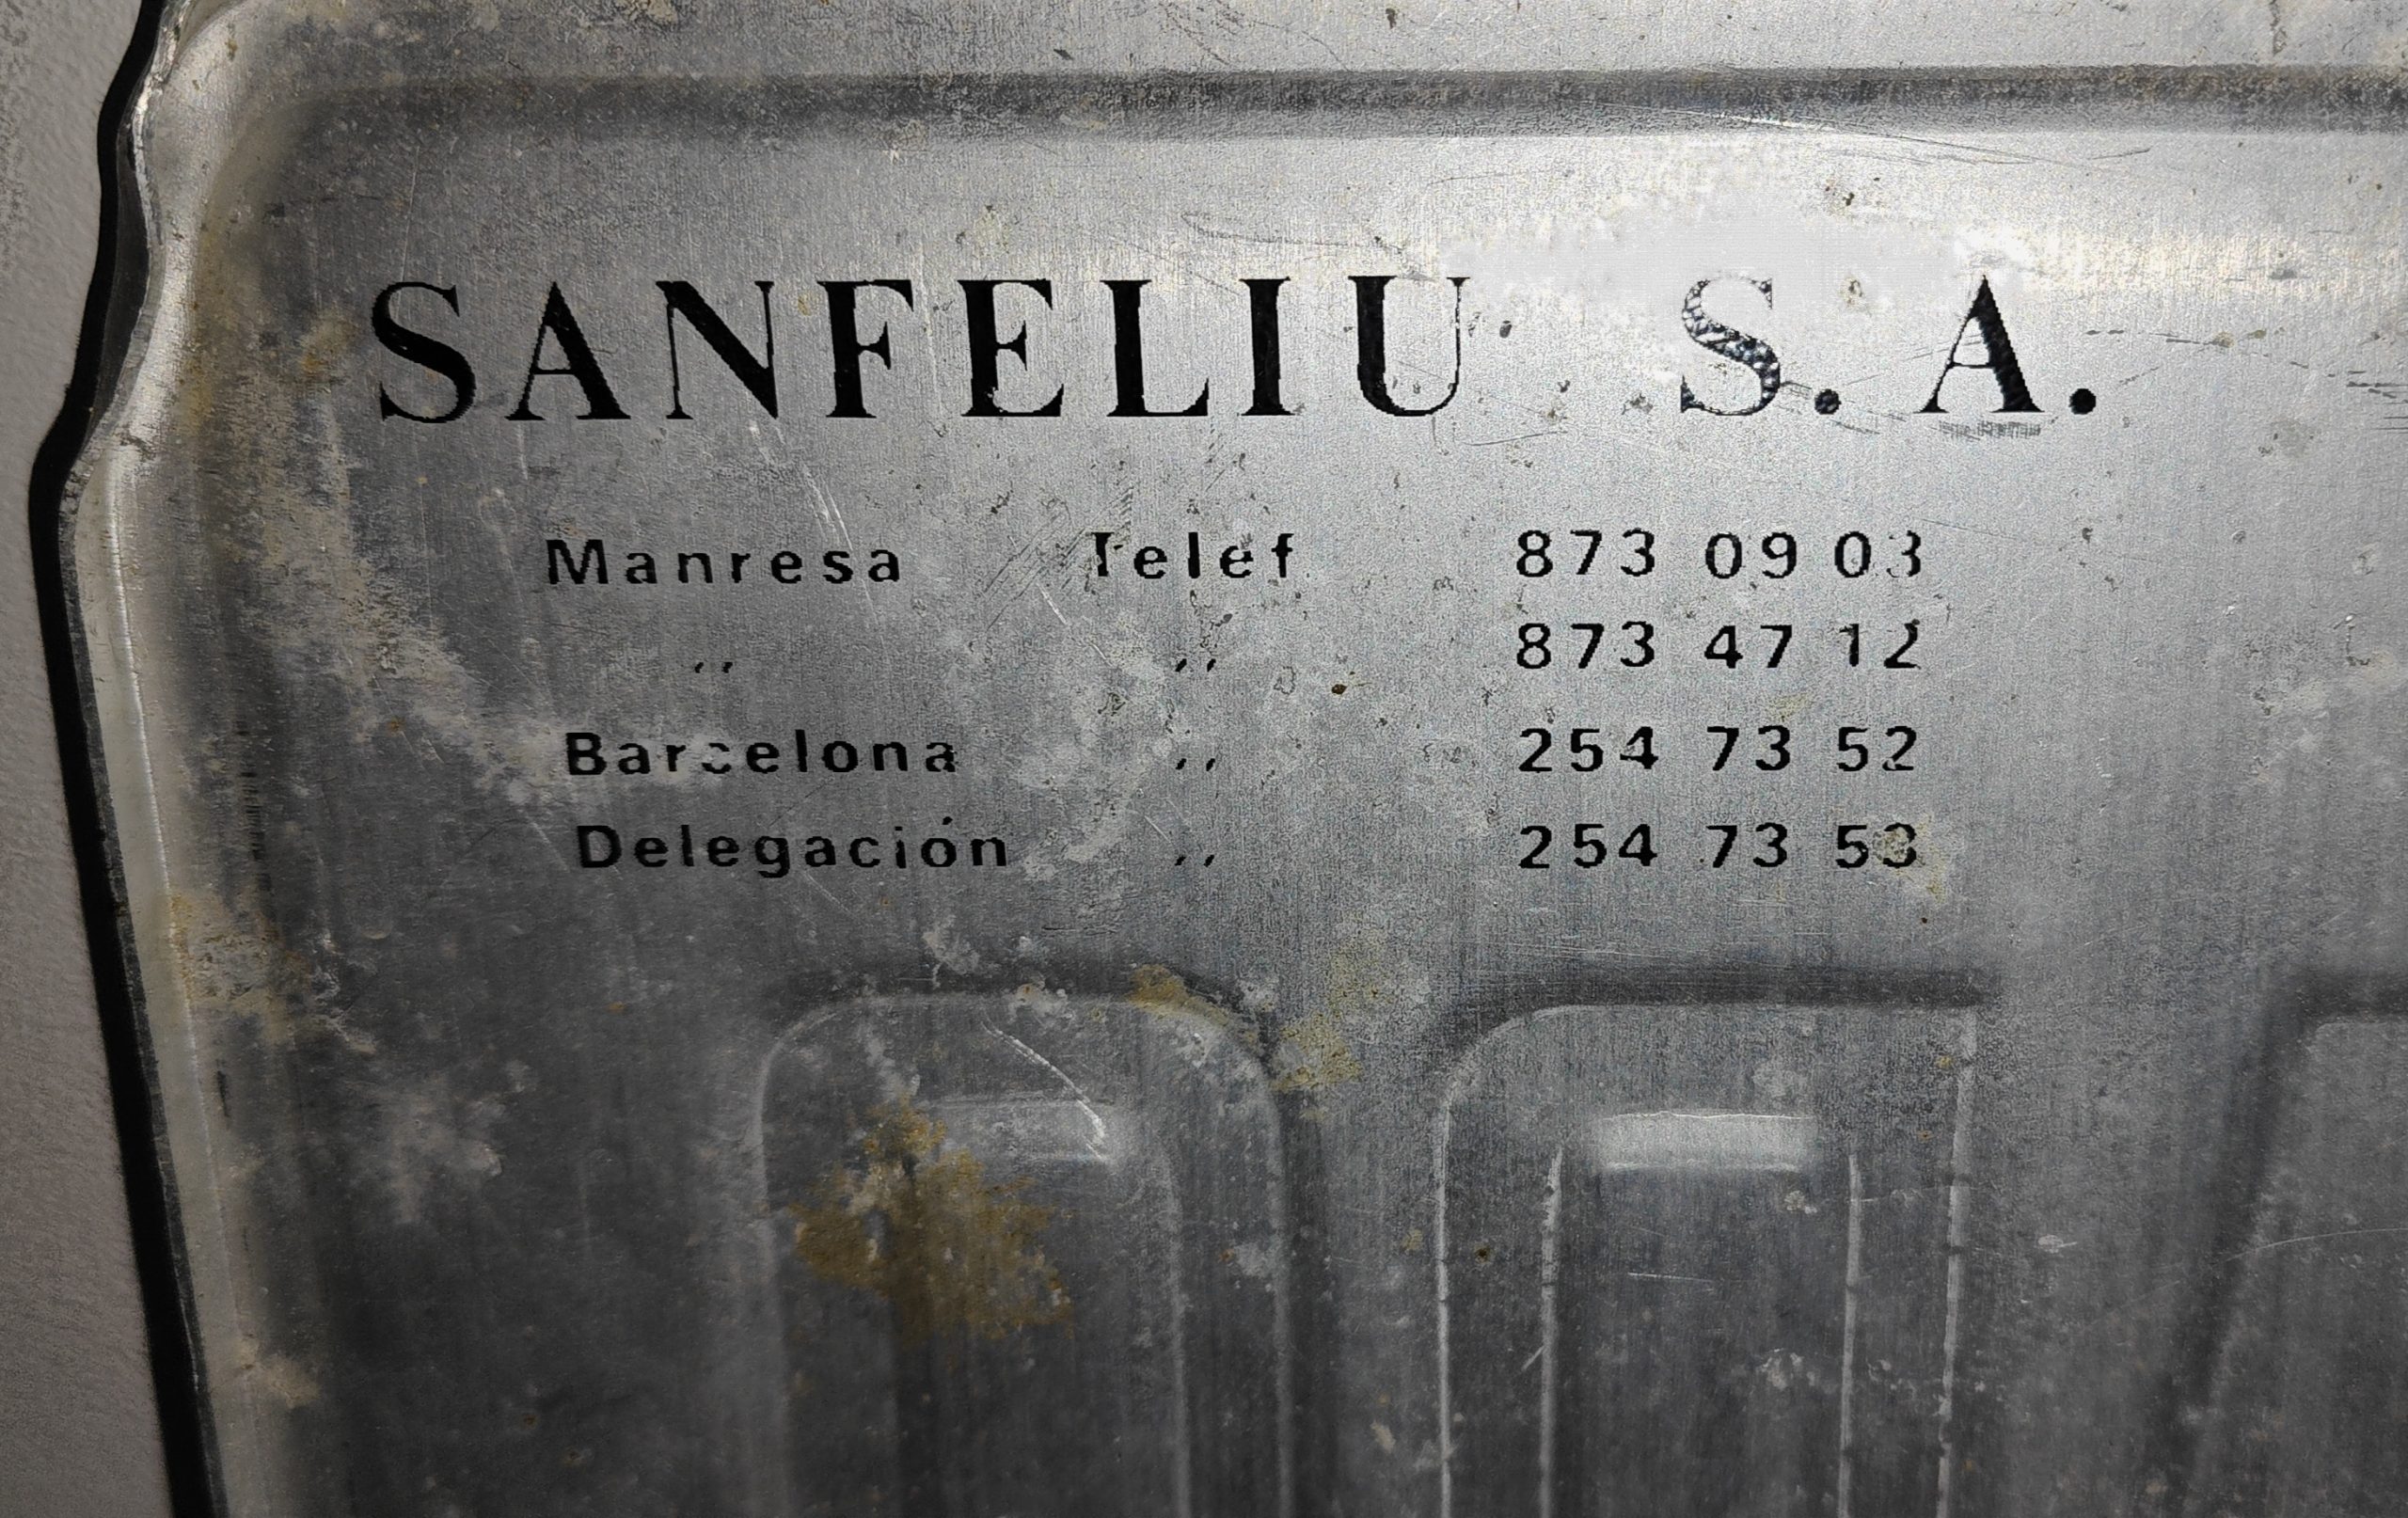 SANFELIU S. A.
Manresa Telef. 873 09 03
,, ,, 873 47 12
Barcelona ,, 254 73 52
Delegación ,, 254 73 53